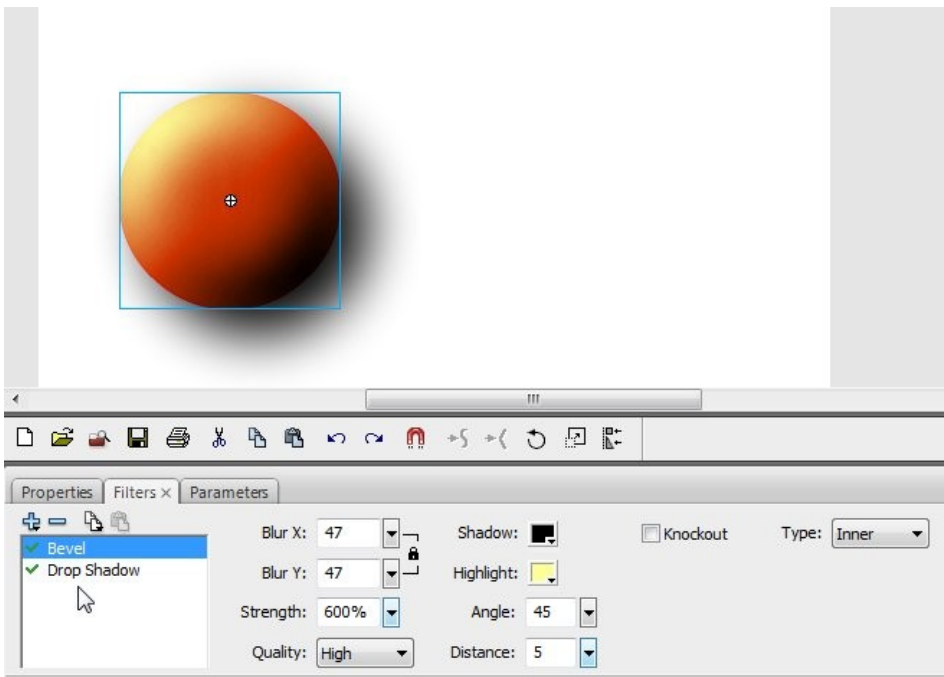 Properties Filters × Parameters
Bevel
Drop Shadow
Blur X: 47 Shadow: Knockout Type: Inner
Blur Y: 47 Highlight:
Strength: 600% Angle: 45
Quality: High Distance: 5